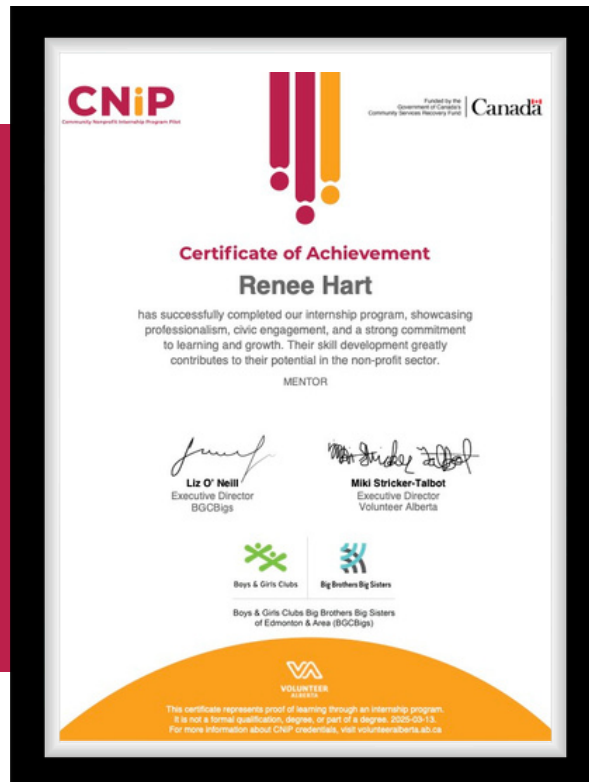 CNiP
Community Nonprofit Internship Program Pilot
Funded by the
Government of Canada's
Community Services Recovery Fund
Canada
Certificate of Achievement
Renee Hart
has successfully completed our internship program, showcasing
professionalism, civic engagement, and a strong commitment
to learning and growth. Their skill development greatly
contributes to their potential in the non-profit sector.
MENTOR
Miki Stricker Talbot
Liz O' Neill
Executive Director
BGCBigs
Miki Stricker-Talbot
Executive Director
Volunteer Alberta
Boys & Girls Clubs
Big Brothers Big Sisters
Boys & Girls Clubs Big Brothers Big Sisters
of Edmonton & Area (BGCBigs)
VA
VOLUNTEER
ALBERTA
This certificate represents proof of learning through an internship program.
It is not a formal qualification, degree, or part of a degree. 2025-03-13.
For more information about CNiP credentials, visit volunteeralberta.ab.ca